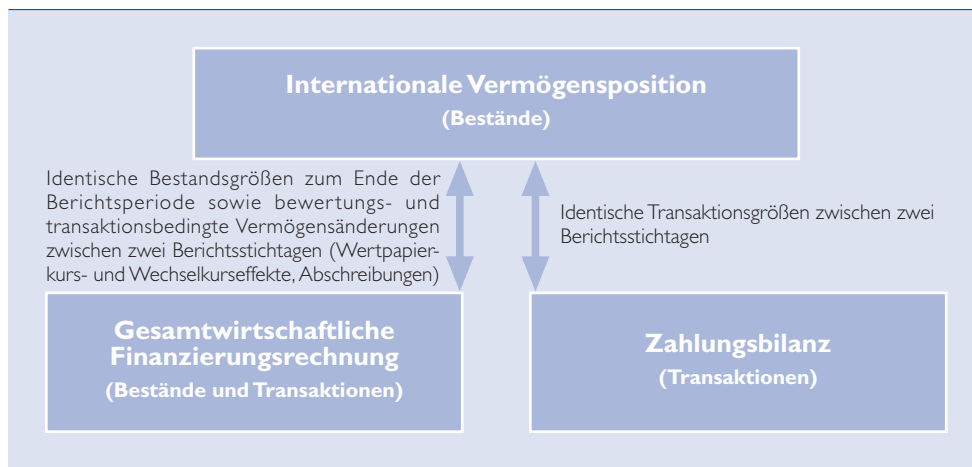 Internationale Vermögensposition
(Bestände)
Identische Bestandsgrößen zum Ende der
Berichtsperiode sowie bewertungs- und
transaktionsbedingte Vermögensänderungen
zwischen zwei Berichtsstichtagen (Wertpapier-
kurs- und Wechselkurseffekte, Abschreibungen)
Identische Transaktionsgrößen zwischen zwei
Berichtsstichtagen
Gesamtwirtschaftliche
Finanzierungsrechnung
(Bestände und Transaktionen)
Zahlungsbilanz
(Transaktionen)